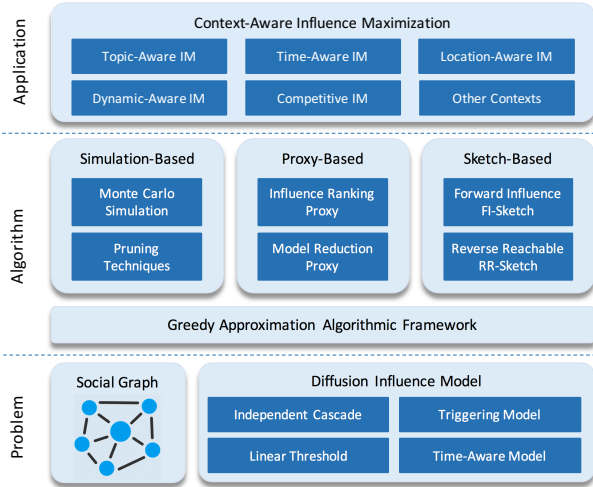 Application
Context-Aware Influence Maximization
Topic-Aware IM
Time-Aware IM
Location-Aware IM
Dynamic-Aware IM
Competitive IM
Other Contexts
Algorithm
Simulation-Based
Monte Carlo
Simulation
Pruning
Techniques
Proxy-Based
Influence Ranking
Proxy
Model Reduction
Proxy
Sketch-Based
Forward Influence
FI-Sketch
Reverse Reachable
RR-Sketch
Greedy Approximation Algorithmic Framework
Problem
Social Graph
Diffusion Influence Model
Independent Cascade
Triggering Model
Linear Threshold
Time-Aware Model